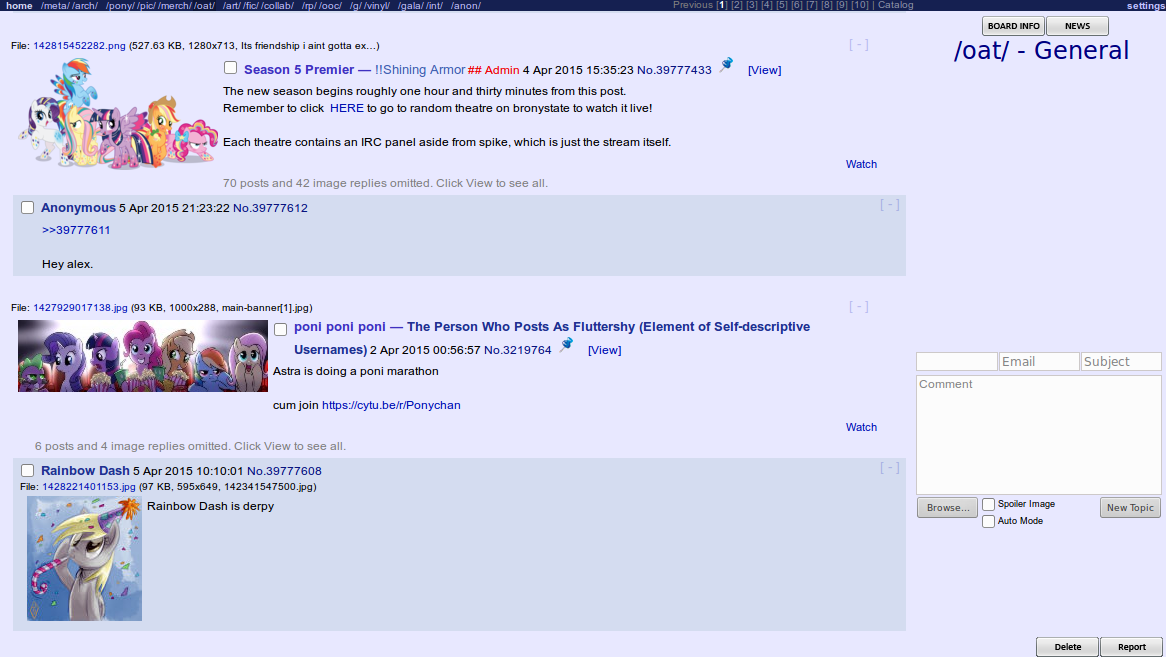 home /meta/ /arch/ /pony/ /pic/ /merch/ /oat/ /art/ /fic/ /collab/ /rp/ /ooc/ /g/ /vinyl/ /gala/ /int/ /anon/ Previous [1] [2] [3] [4] [5] [6] [7] [8] [9] [10] | Catalog settings
BOARD INFO NEWS
/oat/ - General
File: 142815452282.png (527.63 KB, 1280x713, Its friendship i aint gotta ex...) [ - ]
Season 5 Premier — !!Shining Armor ## Admin 4 Apr 2015 15:35:23 No.39777433 [View]
The new season begins roughly one hour and thirty minutes from this post.
Remember to click HERE to go to random theatre on bronystate to watch it live!
Each theatre contains an IRC panel aside from spike, which is just the stream itself.
Watch
70 posts and 42 image replies omitted. Click View to see all.
Anonymous 5 Apr 2015 21:23:22 No.39777612 [ - ]
>>39777611
Hey alex.
File: 1427929017138.jpg (93 KB, 1000x288, main-banner[1].jpg) [ - ]
poni poni poni — The Person Who Posts As Fluttershy (Element of Self-descriptive
Usernames) 2 Apr 2015 00:56:57 No.3219764 [View]
Astra is doing a poni marathon
cum join https://cytu.be/r/Ponychan
Watch
6 posts and 4 image replies omitted. Click View to see all.
Rainbow Dash 5 Apr 2015 10:10:01 No.39777608 [ - ]
File: 1428221401153.jpg (97 KB, 595x649, 142341547500.jpg)
Rainbow Dash is derpy
Email Subject
Comment
Browse... Spoiler Image New Topic
Auto Mode
Delete Report